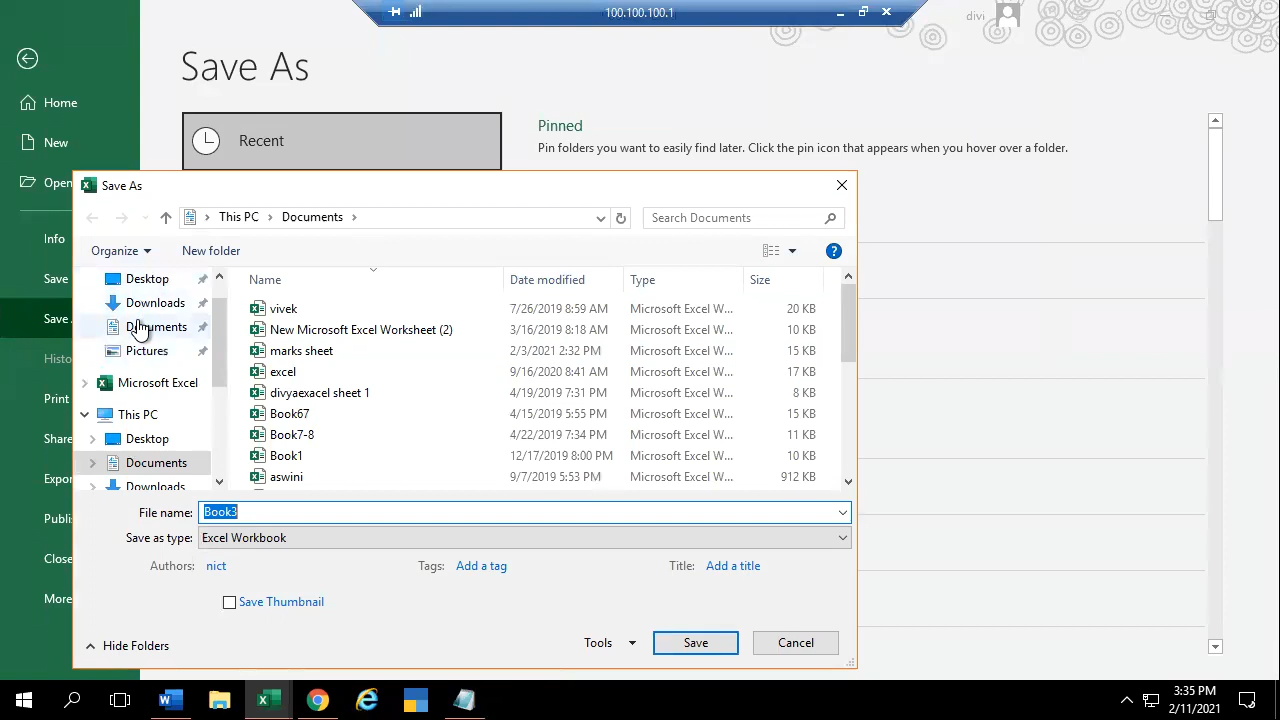 100.100.100.1
divi
Save As
Home
New
Open
Info
Save
Save
Histo
Print
Share
Expor
Publi
Close
More
Recent
Pinned
Pin folders you want to easily find later. Click the pin icon that appears when you hover over a folder.
Save As
This PC > Documents >
Search Documents
Organize
New folder
Desktop
Downloads
Documents
Pictures
Microsoft Excel
This PC
Desktop
Documents
Downloads
Name Date modified Type Size
vivek 7/26/2019 8:59 AM Microsoft Excel W... 20 KB
New Microsoft Excel Worksheet (2) 3/16/2019 8:18 AM Microsoft Excel W... 10 KB
marks sheet 2/3/2021 2:32 PM Microsoft Excel W... 15 KB
excel 9/16/2020 8:41 AM Microsoft Excel W... 17 KB
divyaexacel sheet 1 4/19/2019 7:31 PM Microsoft Excel W... 8 KB
Book67 4/15/2019 5:55 PM Microsoft Excel W... 15 KB
Book7-8 4/22/2019 7:34 PM Microsoft Excel W... 11 KB
Book1 12/17/2019 8:00 PM Microsoft Excel W... 10 KB
aswini 9/7/2019 5:53 PM Microsoft Excel W... 912 KB
File name: Book3
Save as type: Excel Workbook
Authors: nict Tags: Add a tag Title: Add a title
Save Thumbnail
Hide Folders
Tools Save Cancel
3:35 PM
2/11/2021